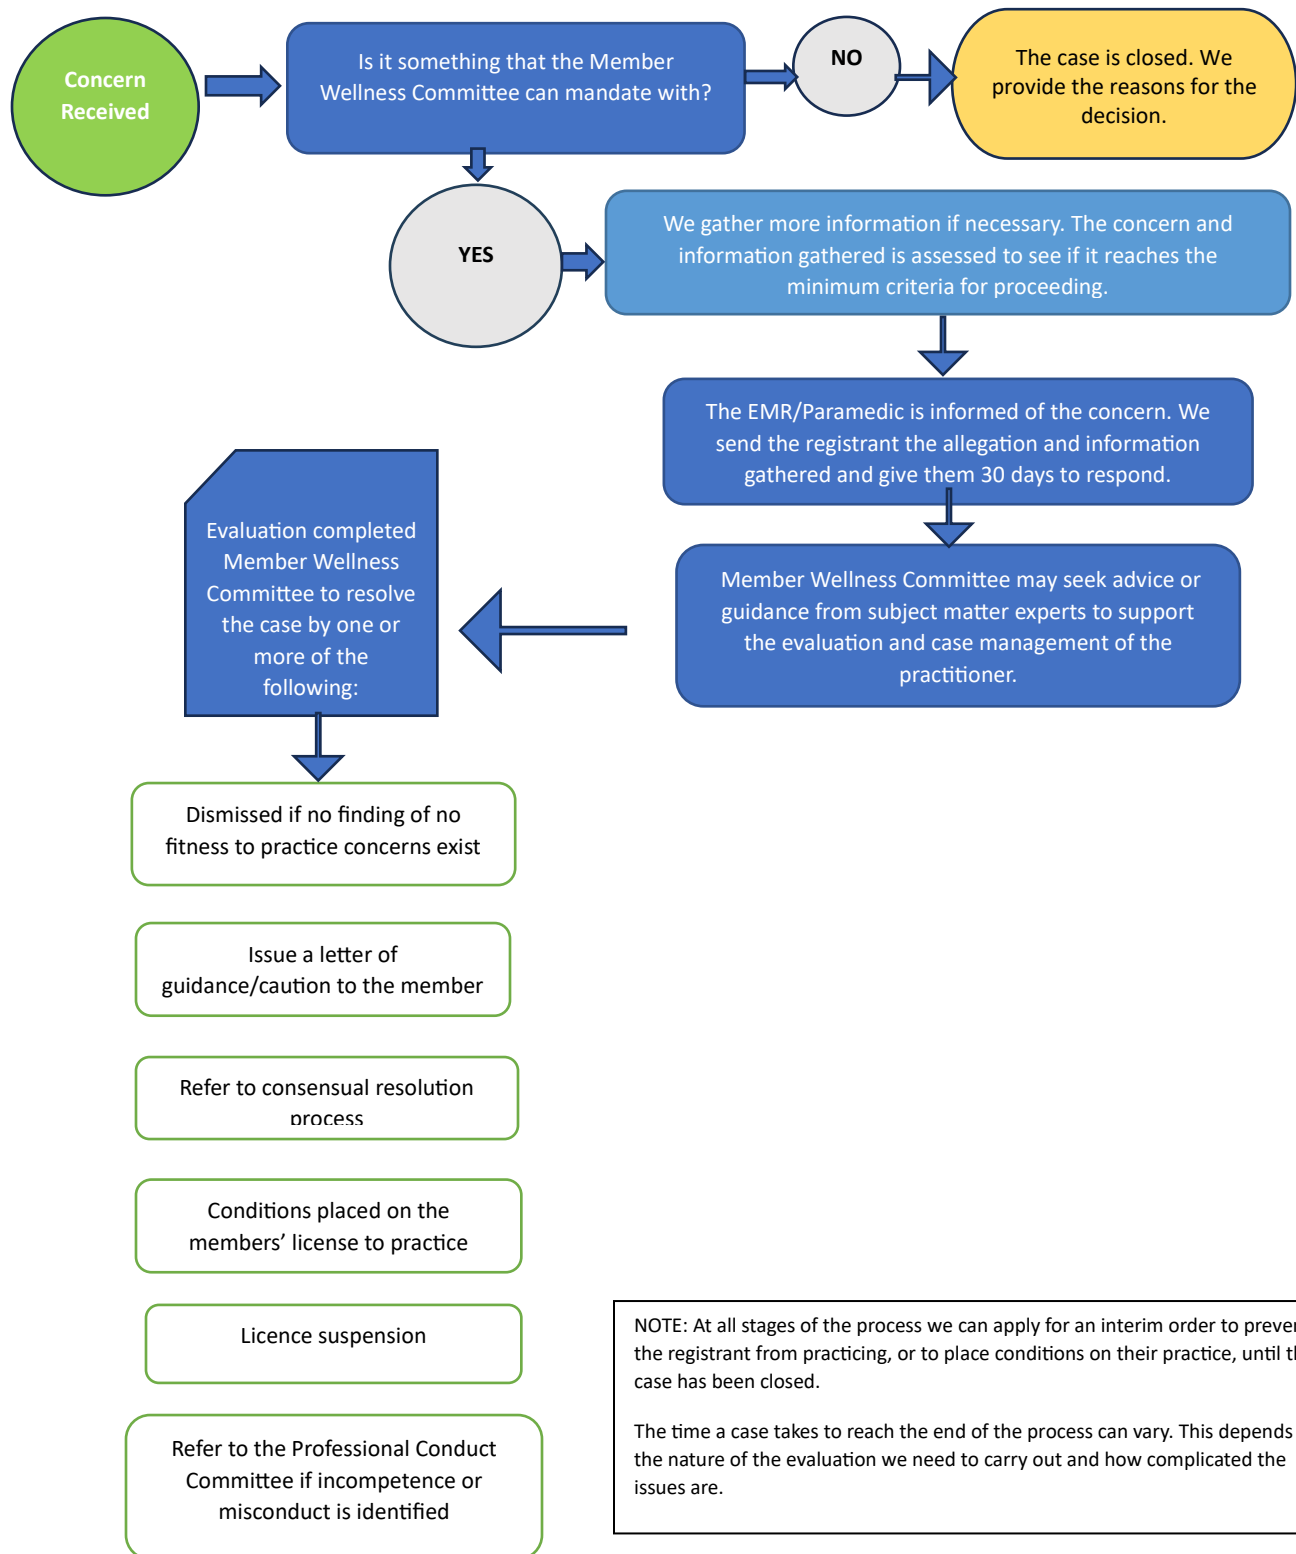 Concern
Received
Is it something that the Member
Wellness Committee can mandate with?
NO
The case is closed. We
provide the reasons for the
decision.
YES
We gather more information if necessary. The concern and
information gathered is assessed to see if it reaches the
minimum criteria for proceeding.
The EMR/Paramedic is informed of the concern. We
send the registrant the allegation and information
gathered and give them 30 days to respond.
Member Wellness Committee may seek advice or
guidance from subject matter experts to support
the evaluation and case management of the
practitioner.
Evaluation completed
Member Wellness
Committee to resolve
the case by one or
more of the
following:
Dismissed if no finding of no
fitness to practice concerns exist
Issue a letter of
guidance/caution to the member
Refer to consensual resolution
process
Conditions placed on the
members’ license to practice
Licence suspension
Refer to the Professional Conduct
Committee if incompetence or
misconduct is identified
NOTE: At all stages of the process we can apply for an interim order to preven
the registrant from practicing, or to place conditions on their practice, until th
case has been closed.
The time a case takes to reach the end of the process can vary. This depends
the nature of the evaluation we need to carry out and how complicated the
issues are.